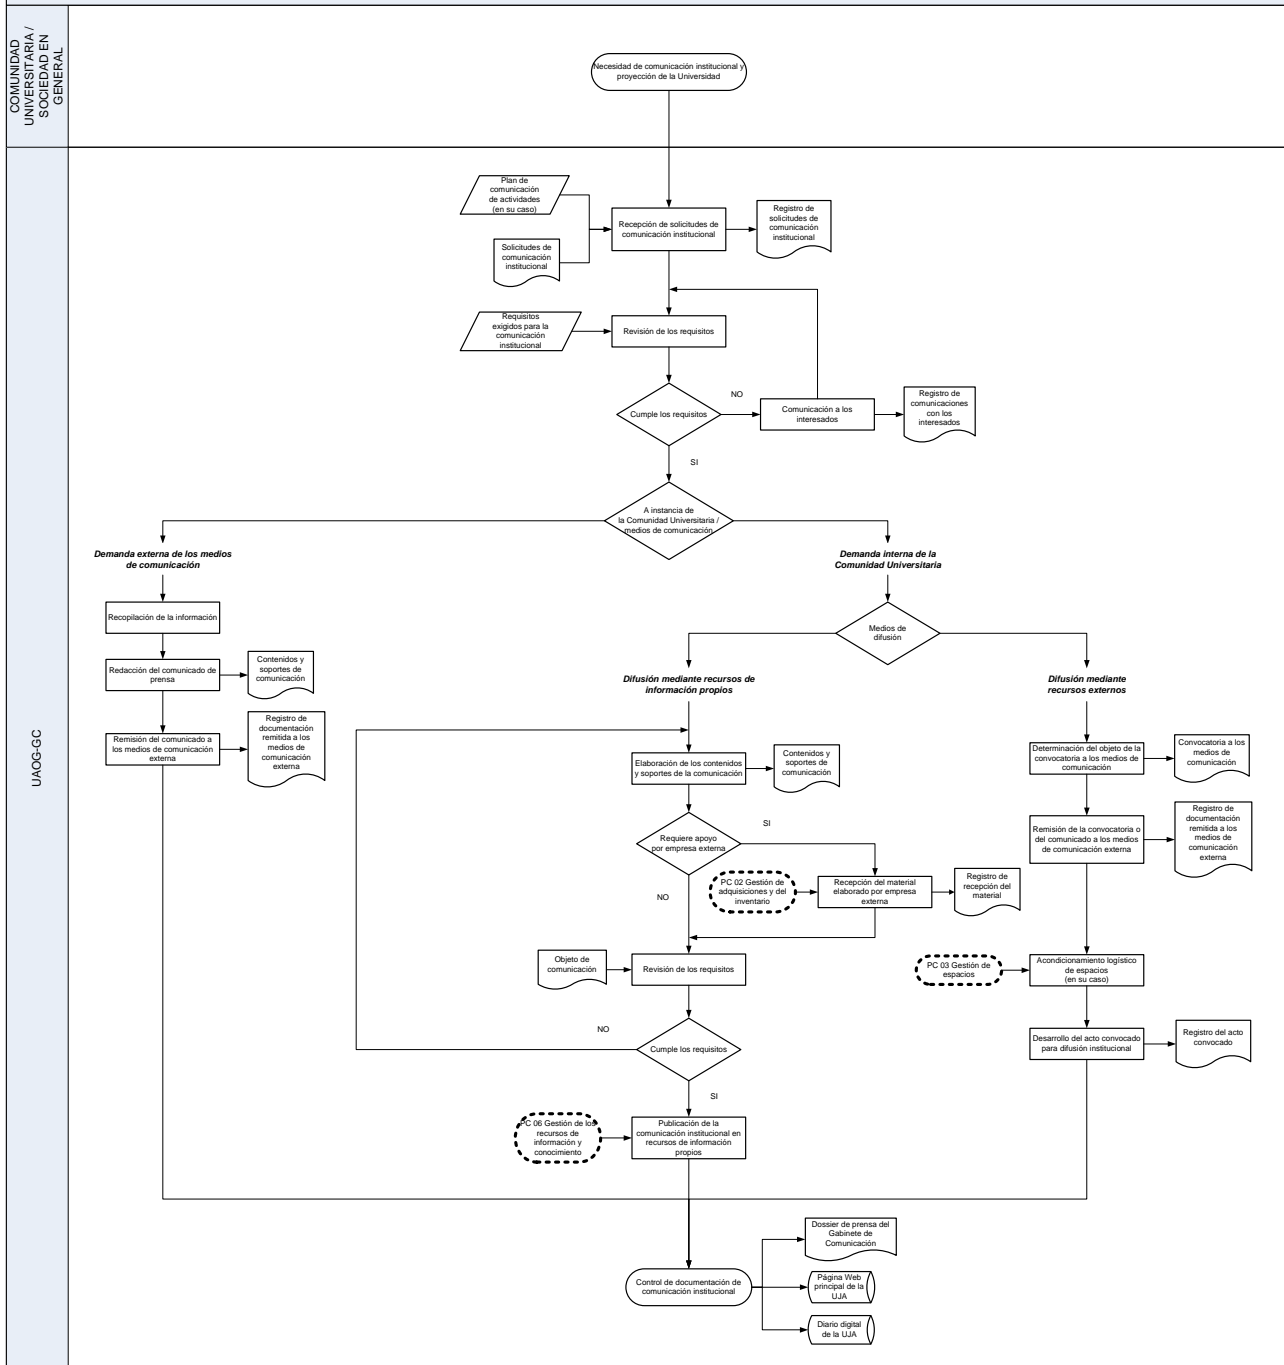 COMUNIDAD
UNIVERSITARIA /
SOCIEDAD EN
GENERAL
Necesidad de comunicación institucional y
proyección de la Universidad
UAOG-GC
Plan de
comunicación
de actividades
(en su caso)
Solicitudes de
comunicación
institucional
Recepción de solicitudes de
comunicación institucional
Registro de
solicitudes de
comunicación
institucional
Requisitos
exigidos para la
comunicación
institucional
Revisión de los requisitos
Cumple los requisitos
NO
Comunicación a los
interesados
Registro de
comunicaciones
con los
interesados
SI
A instancia de
la Comunidad Universitaria /
medios de comunicación
Demanda externa de los medios
de comunicación
Recopilación de la información
Redacción del comunicado de
prensa
Contenidos y
soportes de
comunicación
Remisión del comunicado a
los medios de comunicación
externa
Registro de
documentación
remitida a los
medios de
comunicación
externa
Demanda interna de la
Comunidad Universitaria
Medios de
difusión
Difusión mediante recursos de
información propios
Elaboración de los contenidos
y soportes de la comunicación
Contenidos y
soportes de
comunicación
Requiere apoyo
por empresa externa
SI
NO
PC 02 Gestión de
adquisiciones y del
inventario
Recepción del material
elaborado por empresa
externa
Registro de
recepción del
material
Objeto de
comunicación
Revisión de los requisitos
NO
Cumple los requisitos
SI
PC 06 Gestión de los
recursos de
información y
conocimiento
Publicación de la
comunicación institucional en
recursos de información
propios
Difusión mediante
recursos externos
Determinación del objeto de la
convocatoria a los medios de
comunicación
Convocatoria a los
medios de
comunicación
Remisión de la convocatoria o
del comunicado a los medios
de comunicación externa
Registro de
documentación
remitida a los
medios de
comunicación
externa
PC 03 Gestión de
espacios
Acondicionamiento logístico
de espacios
(en su caso)
Desarrollo del acto convocado
para difusión institucional
Registro del acto
convocado
Control de documentación de
comunicación institucional
Dossier de prensa del
Gabinete de
Comunicación
Página Web
principal de la
UJA
Diario digital
de la UJA